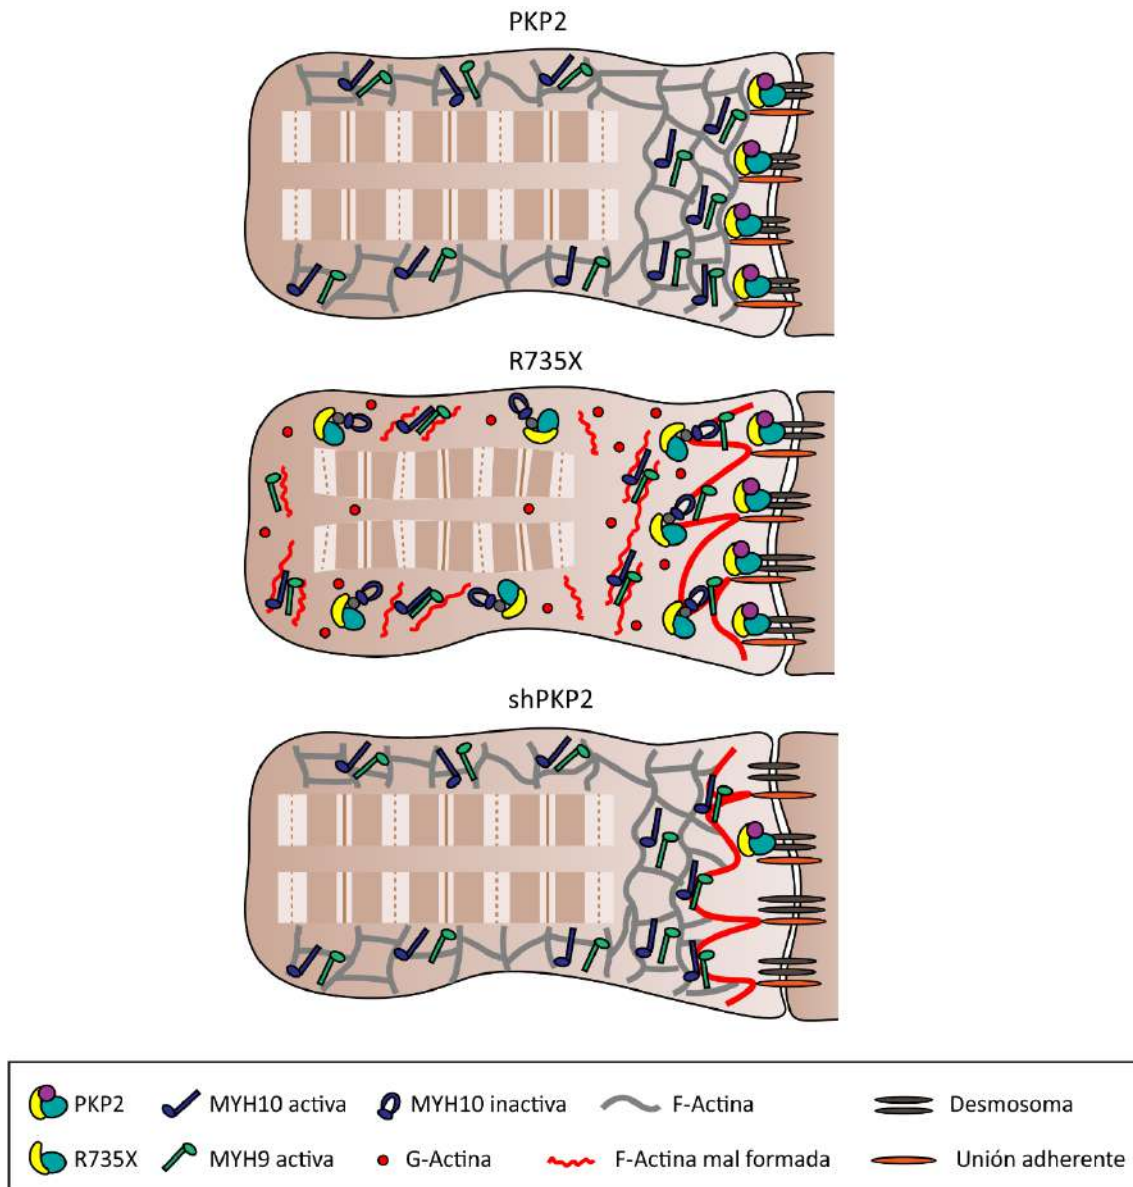 PKP2
R735X
shPKP2
PKP2 MYH10 activa MYH10 inactiva F-Actina Desmosoma
R735X MYH9 activa G-Actina F-Actina mal formada Unión adherente